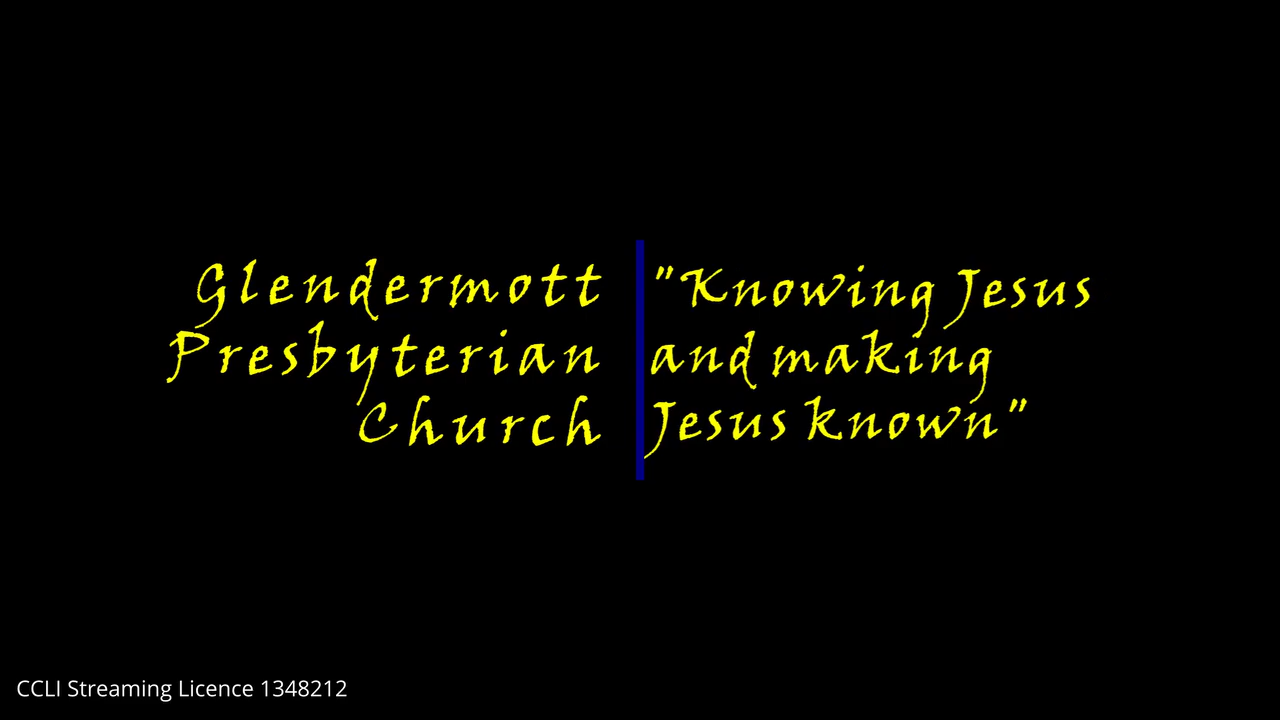 Glendermott
Presbyterian
Church
"Knowing Jesus
and making
Jesus known"
CCLI Streaming Licence 1348212